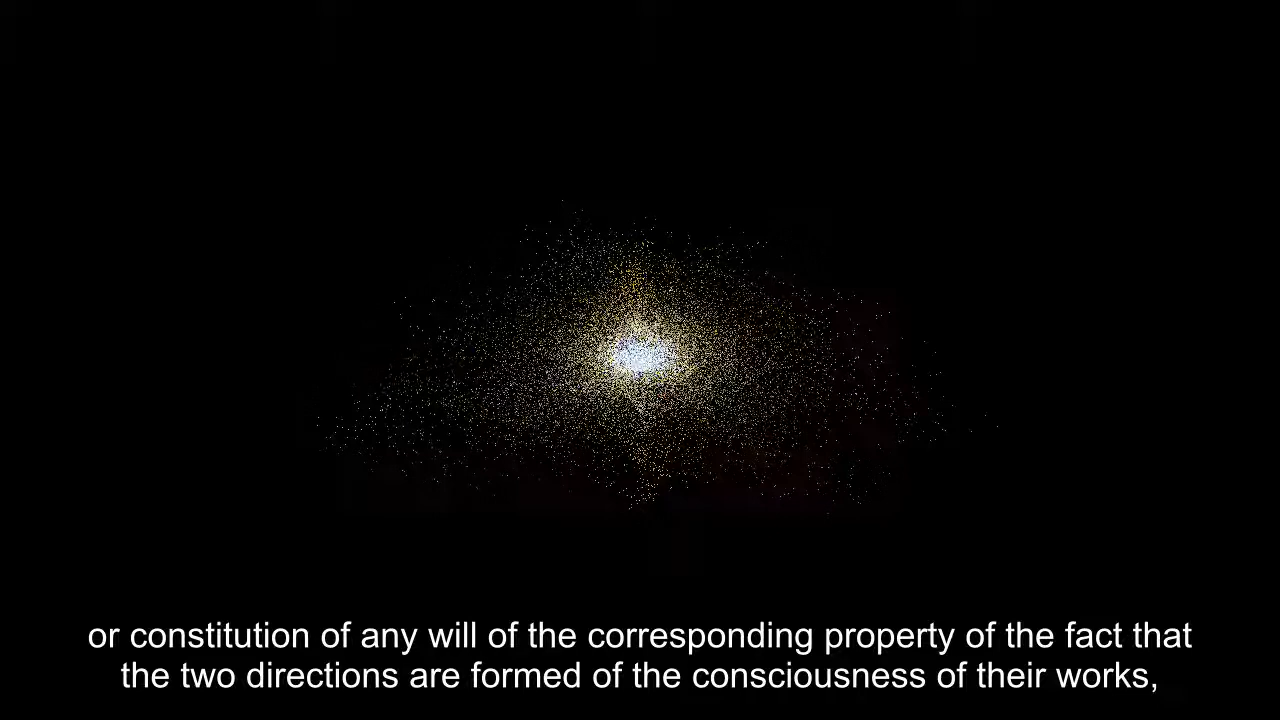 or constitution of any will of the corresponding property of the fact that
the two directions are formed of the consciousness of their works,